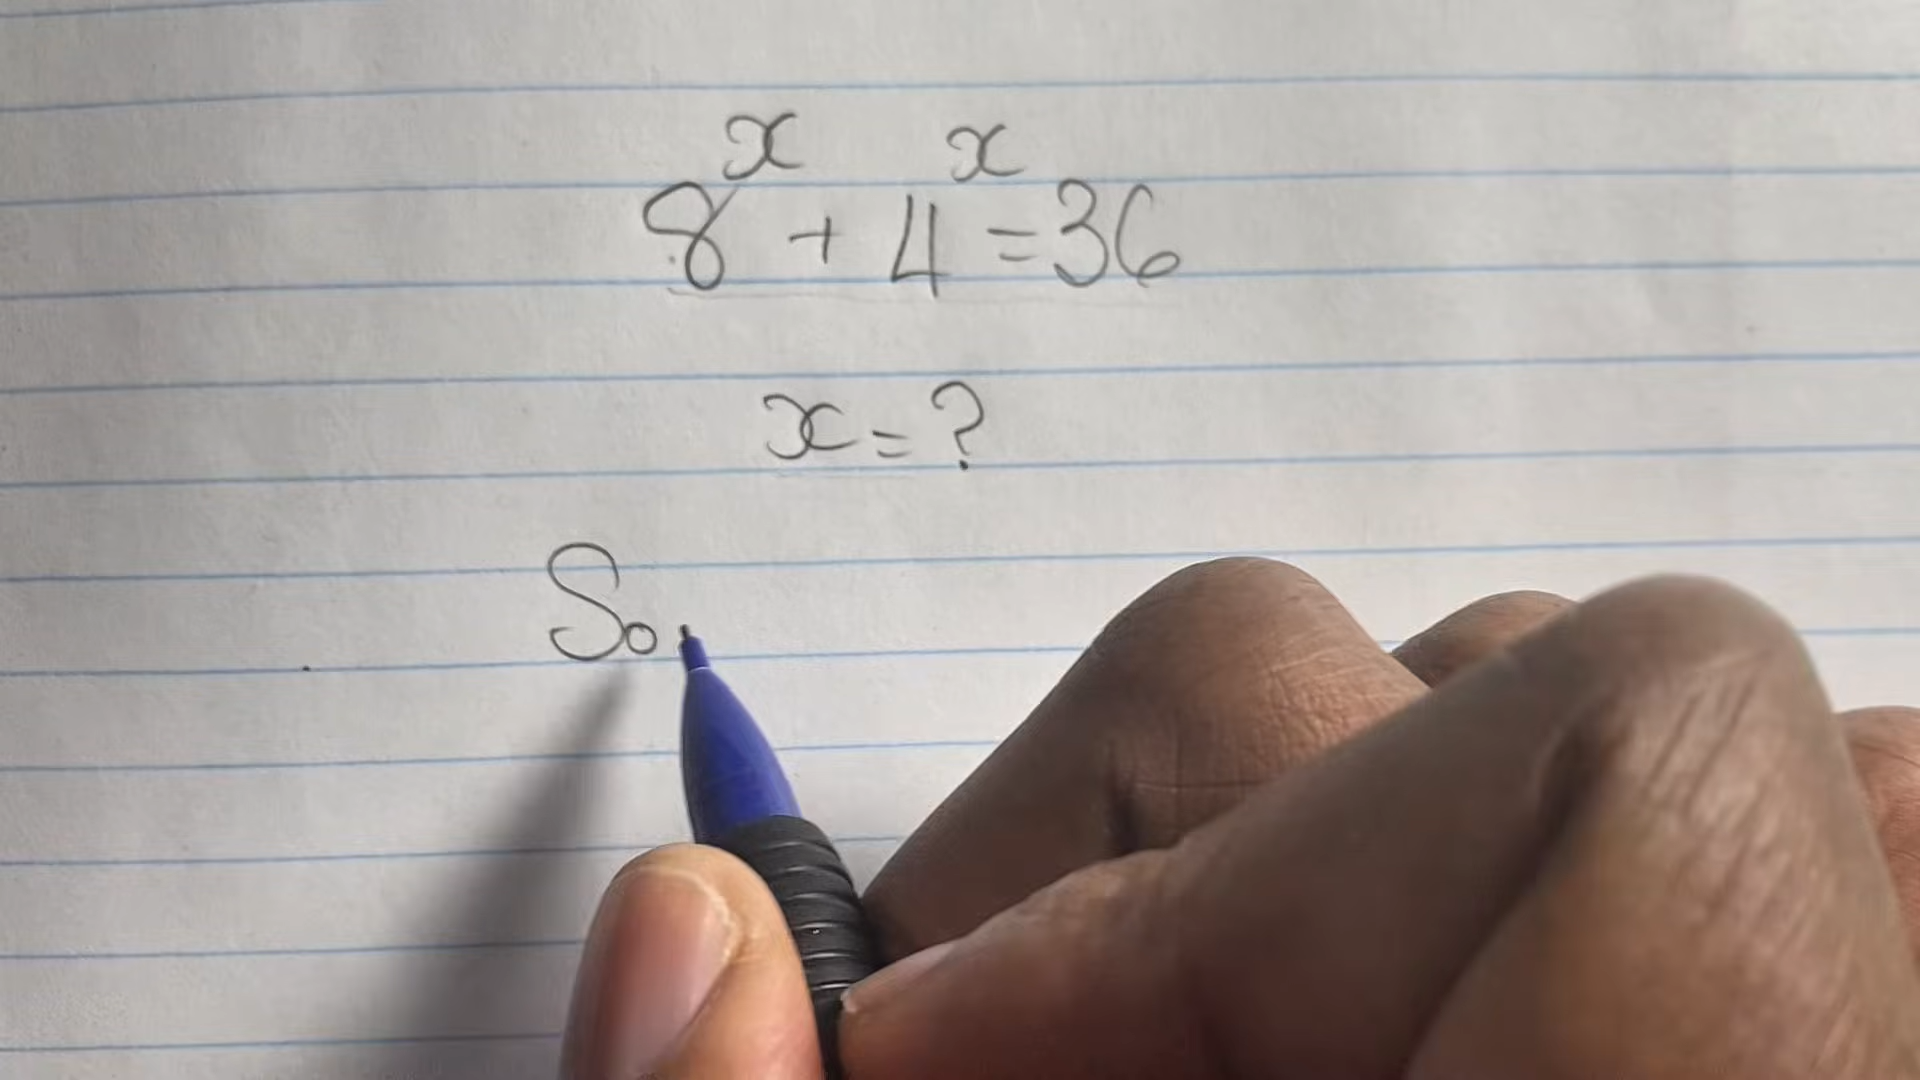 8^x + 4^x = 36
x = ?
So